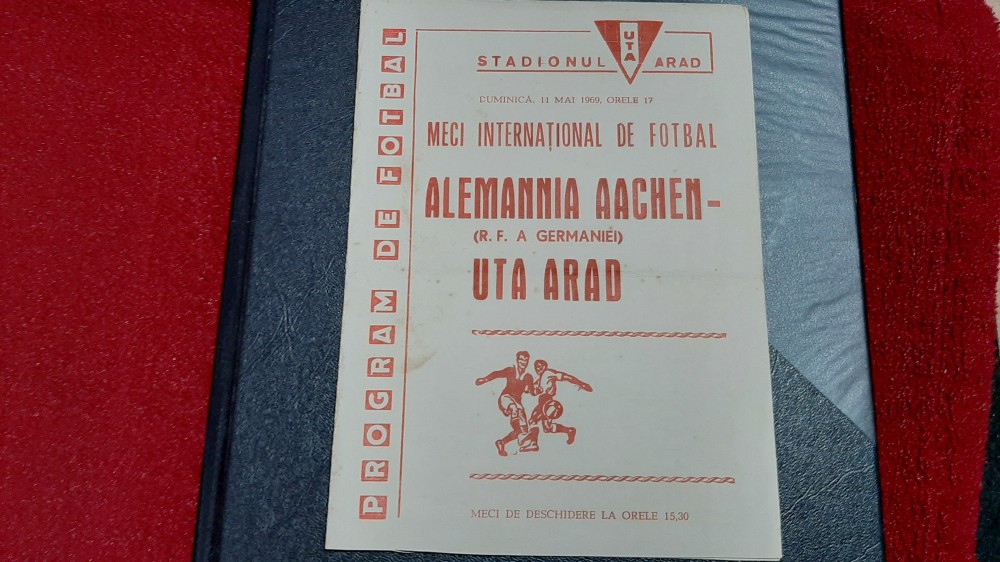 PROGRAM DE FOTBAL
UTA
STADIONUL ARAD
DUMINICĂ, 11 MAI 1969, ORELE 17
MECI INTERNAȚIONAL DE FOTBAL
ALEMANNIA AACHEN-
(R. F. A GERMANIEI)
UTA ARAD
MECI DE DESCHIDERE LA ORELE 15,30